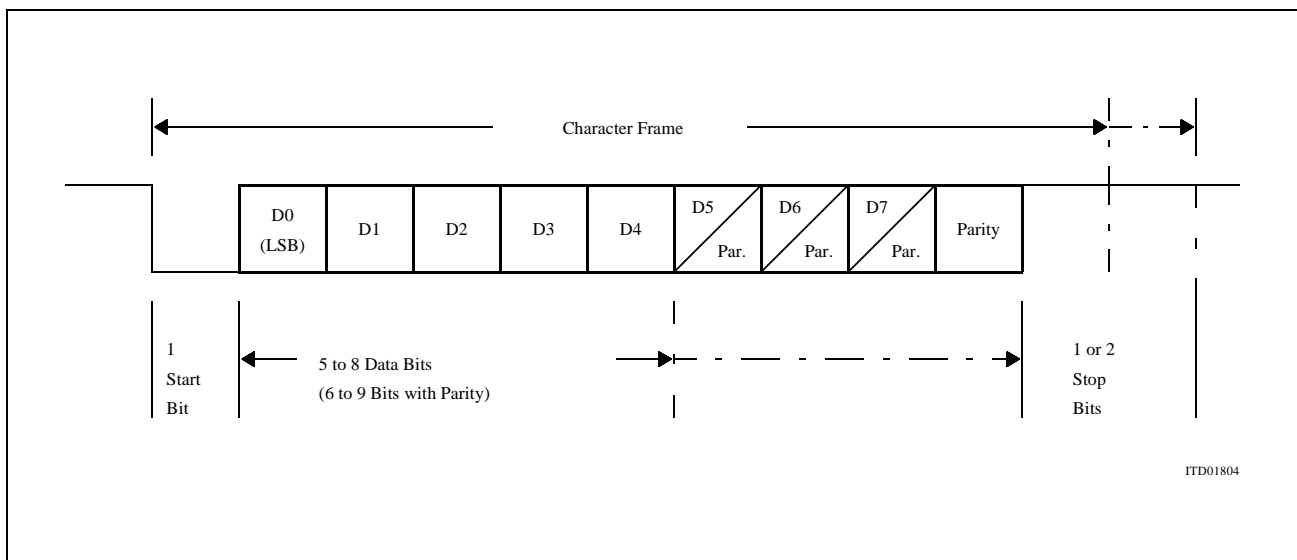 Character Frame
D0
(LSB)
D1
D2
D3
D4
D5
Par.
D6
Par.
D7
Par.
Parity
1
Start
Bit
5 to 8 Data Bits
(6 to 9 Bits with Parity)
1 or 2
Stop
Bits
ITD01804